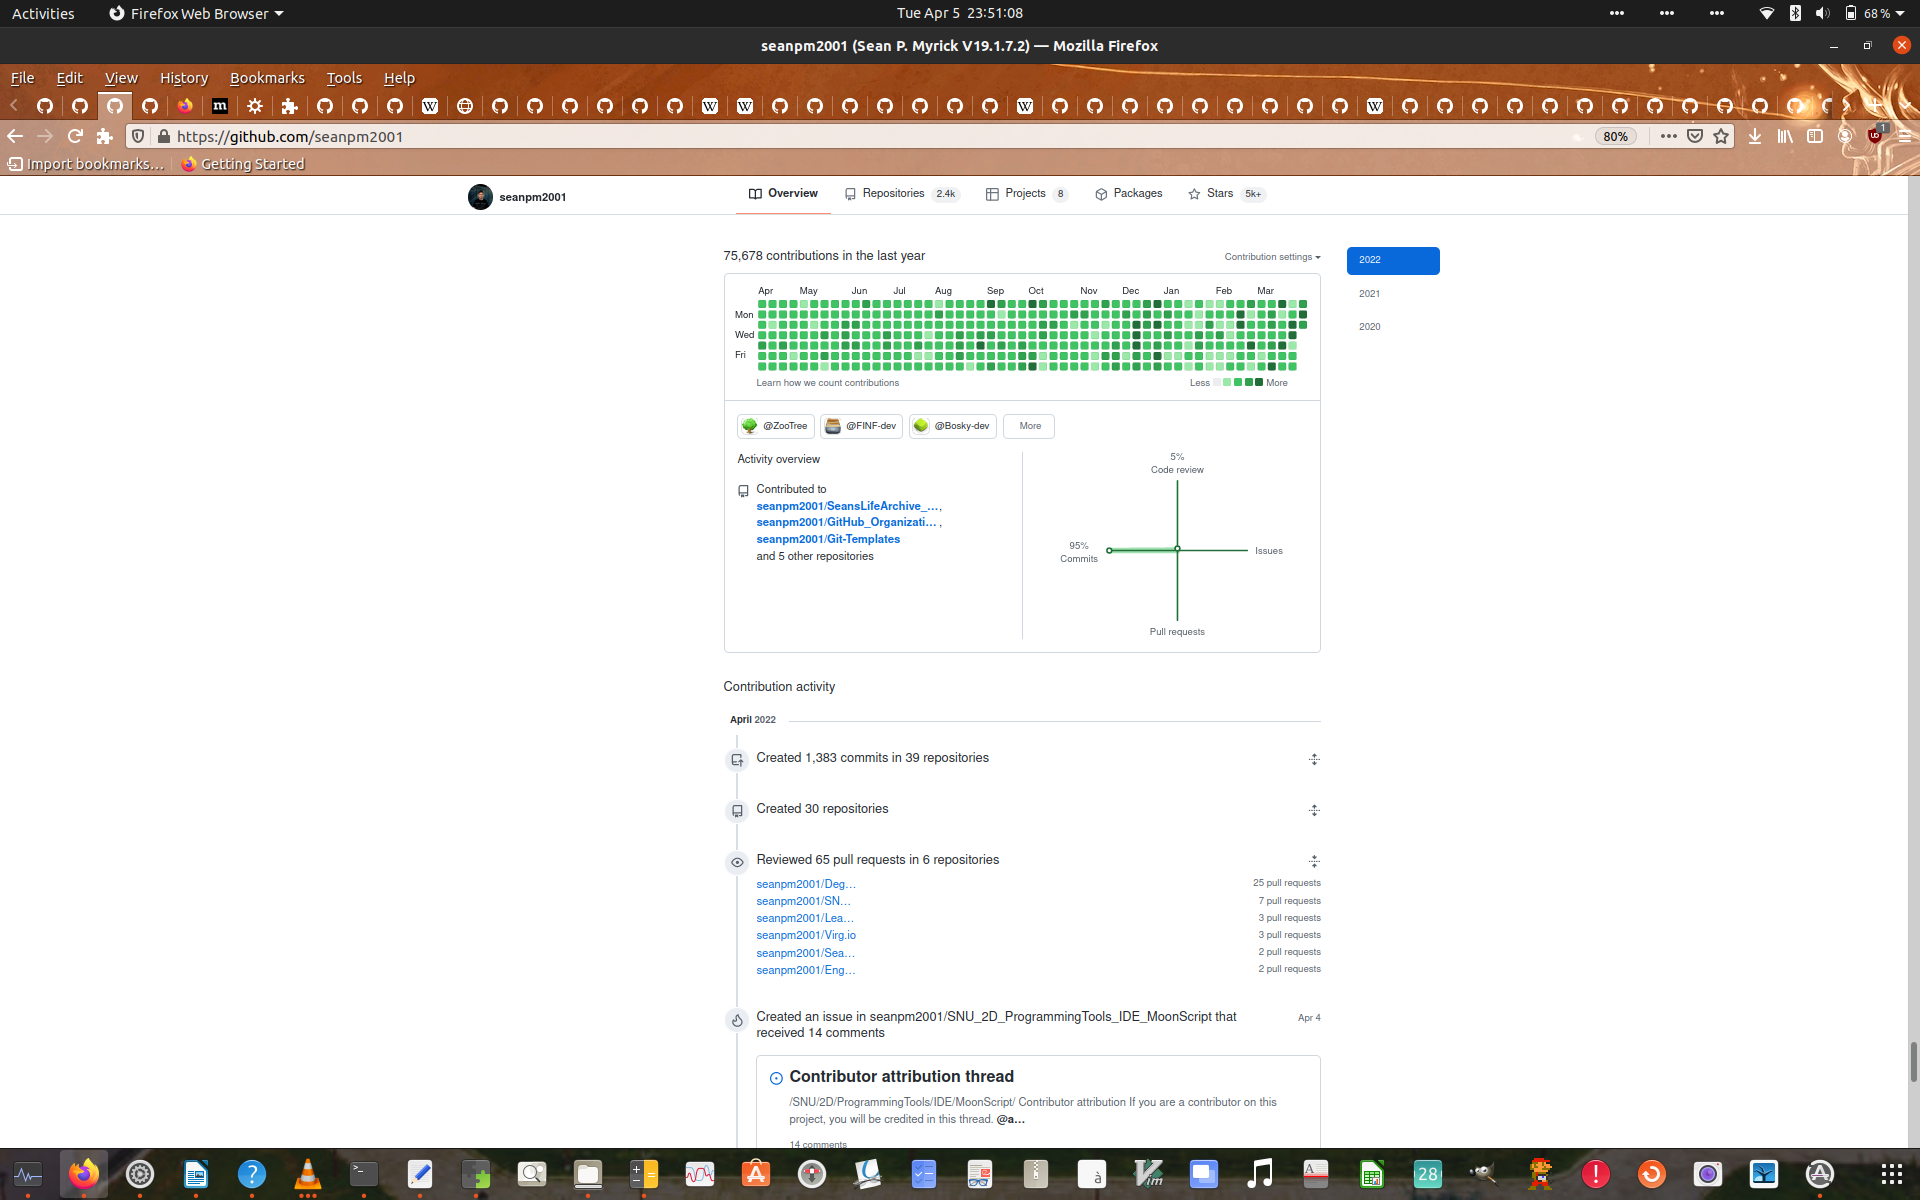 Activities
Firefox Web Browser
Tue Apr 5 23:51:08
68 %
seanpm2001 (Sean P. Myrick V19.1.7.2) — Mozilla Firefox
File Edit View History Bookmarks Tools Help
https://github.com/seanpm2001
80%
1
Import bookmarks…
Getting Started
seanpm2001
Overview
Repositories 2.4k
Projects 8
Packages
Stars 5k+
75,678 contributions in the last year
Contribution settings
2022
2021
2020
Apr May Jun Jul Aug Sep Oct Nov Dec Jan Feb Mar
Mon
Wed
Fri
Learn how we count contributions
Less More
@ZooTree
@FINF-dev
@Bosky-dev
More
Activity overview
Contributed to
seanpm2001/SeansLifeArchive_…,
seanpm2001/GitHub_Organizati… ,
seanpm2001/Git-Templates
and 5 other repositories
5%
Code review
95%
Commits
Issues
Pull requests
Contribution activity
April 2022
Created 1,383 commits in 39 repositories
Created 30 repositories
Reviewed 65 pull requests in 6 repositories
seanpm2001/Deg… 25 pull requests
seanpm2001/SN… 7 pull requests
seanpm2001/Lea… 3 pull requests
seanpm2001/Virg.io 3 pull requests
seanpm2001/Sea… 2 pull requests
seanpm2001/Eng… 2 pull requests
Created an issue in seanpm2001/SNU_2D_ProgrammingTools_IDE_MoonScript that Apr 4
received 14 comments
Contributor attribution thread
/SNU/2D/ProgrammingTools/IDE/MoonScript/ Contributor attribution If you are a contributor on this
project, you will be credited in this thread. @a…
14 comments
28